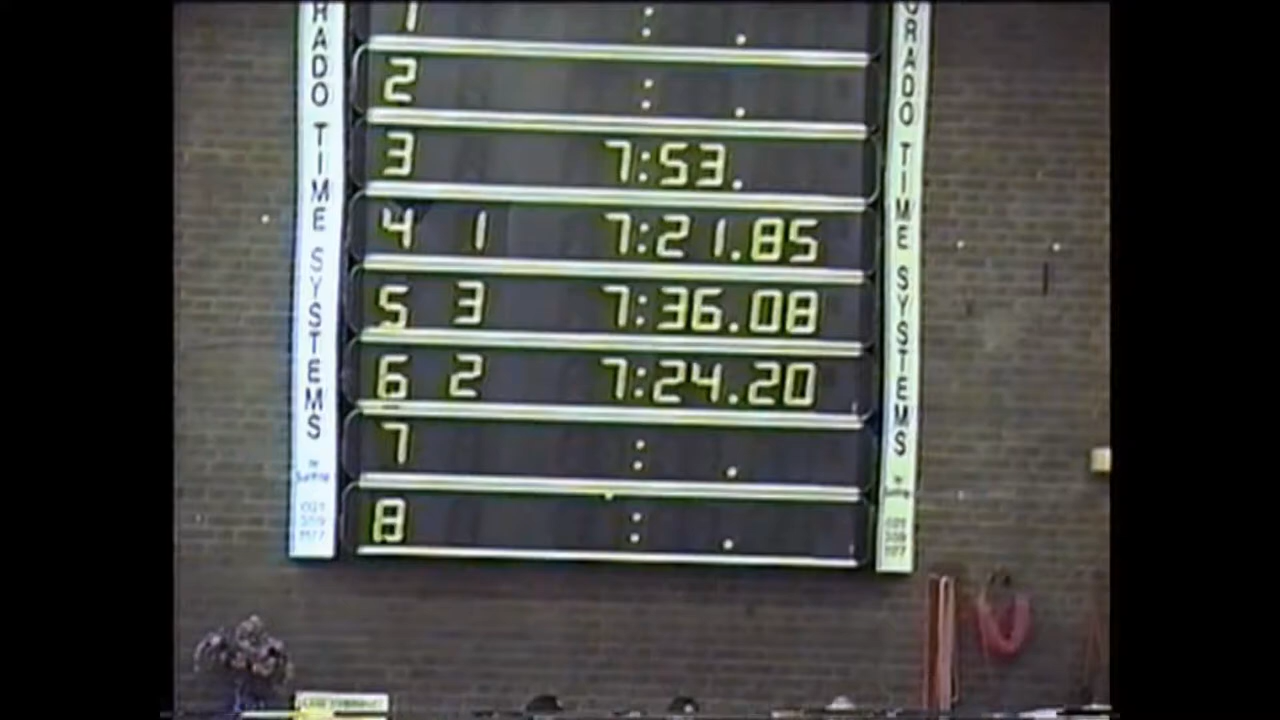 1 : .
2 : .
3 7:53.
4 1 7:21.85
5 3 7:36.08
6 2 7:24.20
7 : .
8 : .
RADO TIME SYSTEMS
ORADO TIME SYSTEMS